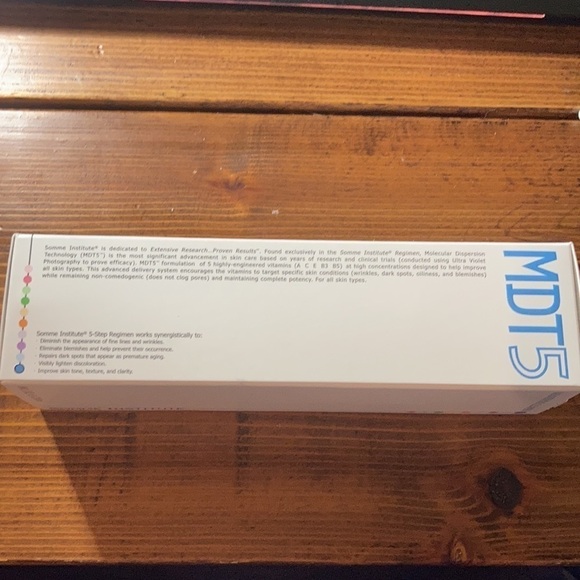 Somme Institute® is dedicated to Extensive Research...Proven Results™. Found exclusively in the Somme Institute® Regimen, Molecular Dispersion
Technology (MDT5™) is the most significant advancement in skin care based on years of research and clinical trials (conducted using Ultra Violet
Photography to prove efficacy). MDT5™ formulation of 5 highly-engineered vitamins (A C E B3 B5) at high concentrations designed to help improve
all skin types. This advanced delivery system encourages the vitamins to target specific skin conditions (wrinkles, dark spots, oiliness, and blemishes)
while remaining non-comedogenic (does not clog pores) and maintaining complete potency. For all skin types.
Somme Institute® 5-Step Regimen works synergistically to:
· Diminish the appearance of fine lines and wrinkles.
· Eliminate blemishes and help prevent their occurrence.
· Repairs dark spots that appear as premature aging.
· Visibly lighten discoloration.
· Improve skin tone, texture, and clarity
MDT5